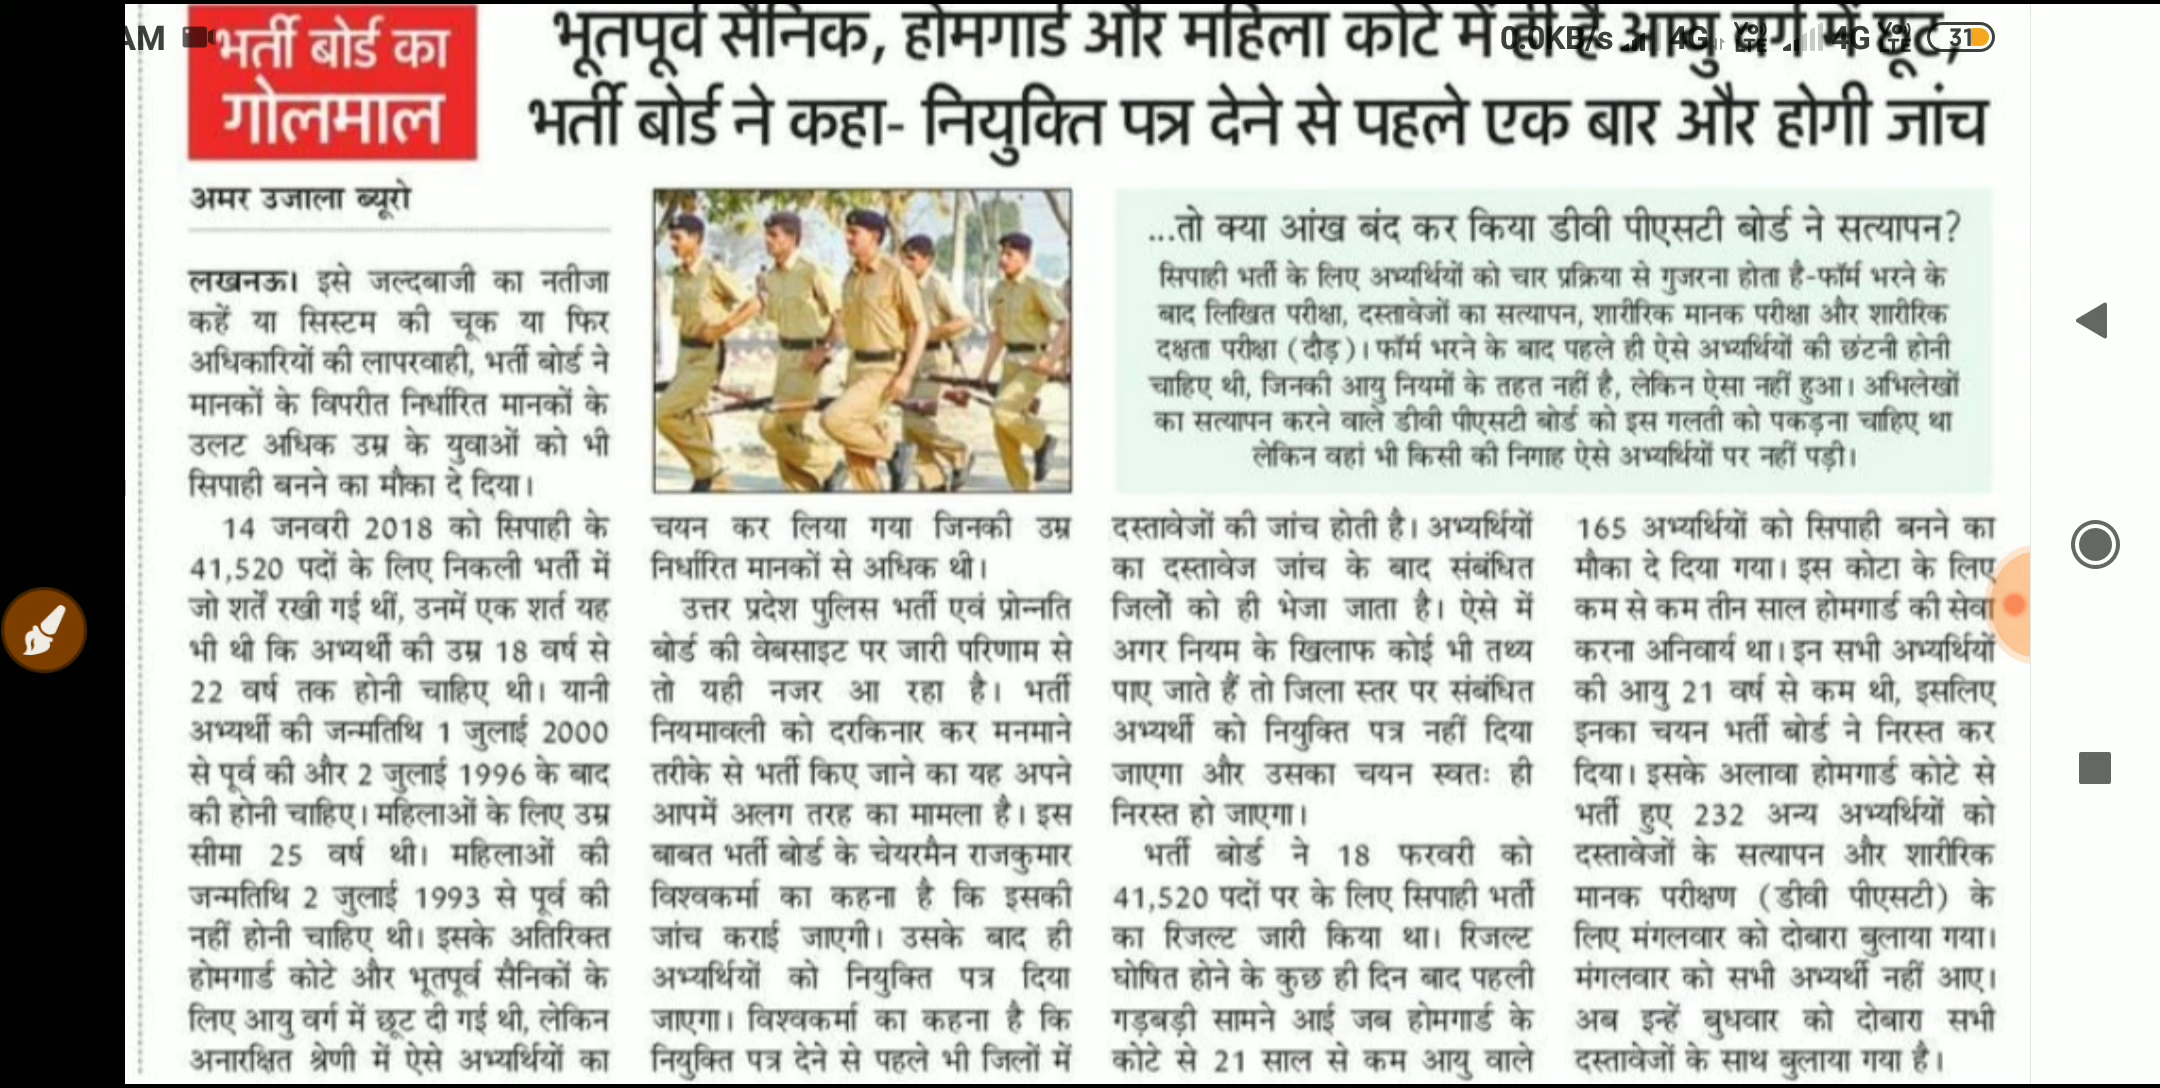 AM
0.0KB/s
4G
4G
31
भर्ती बोर्ड का
गोलमाल
भूतपूर्व सैनिक, होमगार्ड और महिला कोटे में ही है आयु वर्ग में छूट,
भर्ती बोर्ड ने कहा- नियुक्ति पत्र देने से पहले एक बार और होगी जांच
अमर उजाला ब्यूरो
लखनऊ। इसे जल्दबाजी का नतीजा
कहें या सिस्टम की चूक या फिर
अधिकारियों की लापरवाही, भर्ती बोर्ड ने
मानकों के विपरीत निर्धारित मानकों के
उलट अधिक उम्र के युवाओं को भी
सिपाही बनने का मौका दे दिया।
14 जनवरी 2018 को सिपाही के
41,520 पदों के लिए निकली भर्ती में
जो शर्तें रखी गई थीं, उनमें एक शर्त यह
भी थी कि अभ्यर्थी की उम्र 18 वर्ष से
22 वर्ष तक होनी चाहिए थी। यानी
अभ्यर्थी की जन्मतिथि 1 जुलाई 2000
से पूर्व की और 2 जुलाई 1996 के बाद
की होनी चाहिए। महिलाओं के लिए उम्र
सीमा 25 वर्ष थी। महिलाओं की
जन्मतिथि 2 जुलाई 1993 से पूर्व की
नहीं होनी चाहिए थी। इसके अतिरिक्त
होमगार्ड कोटे और भूतपूर्व सैनिकों के
लिए आयु वर्ग में छूट दी गई थी, लेकिन
अनारक्षित श्रेणी में ऐसे अभ्यर्थियों का
चयन कर लिया गया जिनकी उम्र
निर्धारित मानकों से अधिक थी।
उत्तर प्रदेश पुलिस भर्ती एवं प्रोन्नति
बोर्ड की वेबसाइट पर जारी परिणाम से
तो यही नजर आ रहा है। भर्ती
नियमावली को दरकिनार कर मनमाने
तरीके से भर्ती किए जाने का यह अपने
आपमें अलग तरह का मामला है। इस
बाबत भर्ती बोर्ड के चेयरमैन राजकुमार
विश्वकर्मा का कहना है कि इसकी
जांच कराई जाएगी। उसके बाद ही
अभ्यर्थियों को नियुक्ति पत्र दिया
जाएगा। विश्वकर्मा का कहना है कि
नियुक्ति पत्र देने से पहले भी जिलों में
...तो क्या आंख बंद कर किया डीवी पीएसटी बोर्ड ने सत्यापन?
सिपाही भर्ती के लिए अभ्यर्थियों को चार प्रक्रिया से गुजरना होता है-फॉर्म भरने के
बाद लिखित परीक्षा, दस्तावेजों का सत्यापन, शारीरिक मानक परीक्षा और शारीरिक
दक्षता परीक्षा (दौड़)। फॉर्म भरने के बाद पहले ही ऐसे अभ्यर्थियों की छंटनी होनी
चाहिए थी, जिनकी आयु नियमों के तहत नहीं है, लेकिन ऐसा नहीं हुआ। अभिलेखों
का सत्यापन करने वाले डीवी पीएसटी बोर्ड को इस गलती को पकड़ना चाहिए था
लेकिन वहां भी किसी की निगाह ऐसे अभ्यर्थियों पर नहीं पड़ी।
दस्तावेजों की जांच होती है। अभ्यर्थियों
का दस्तावेज जांच के बाद संबंधित
जिलों को ही भेजा जाता है। ऐसे में
अगर नियम के खिलाफ कोई भी तथ्य
पाए जाते हैं तो जिला स्तर पर संबंधित
अभ्यर्थी को नियुक्ति पत्र नहीं दिया
जाएगा और उसका चयन स्वतः ही
निरस्त हो जाएगा।
भर्ती बोर्ड ने 18 फरवरी को
41,520 पदों पर के लिए सिपाही भर्ती
का रिजल्ट जारी किया था। रिजल्ट
घोषित होने के कुछ ही दिन बाद पहली
गड़बड़ी सामने आई जब होमगार्ड के
कोटे से 21 साल से कम आयु वाले
165 अभ्यर्थियों को सिपाही बनने का
मौका दे दिया गया। इस कोटा के लिए
कम से कम तीन साल होमगार्ड की सेवा
करना अनिवार्य था। इन सभी अभ्यर्थियों
की आयु 21 वर्ष से कम थी, इसलिए
इनका चयन भर्ती बोर्ड ने निरस्त कर
दिया। इसके अलावा होमगार्ड कोटे से
भर्ती हुए 232 अन्य अभ्यर्थियों को
दस्तावेजों के सत्यापन और शारीरिक
मानक परीक्षण (डीवी पीएसटी) के
लिए मंगलवार को दोबारा बुलाया गया।
मंगलवार को सभी अभ्यर्थी नहीं आए।
अब इन्हें बुधवार को दोबारा सभी
दस्तावेजों के साथ बुलाया गया है।